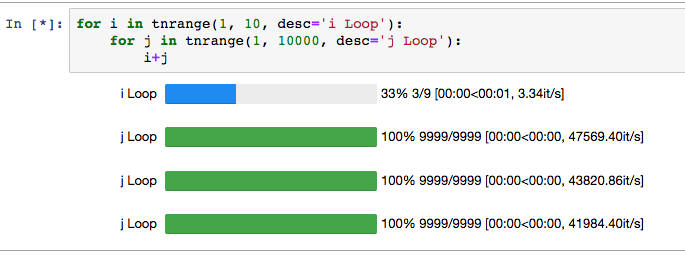 In [*]: for i in tnrange(1, 10, desc='i Loop'):
for j in tnrange(1, 10000, desc='j Loop'):
i+j
i Loop 33% 3/9 [00:00<00:01, 3.34it/s]
j Loop 100% 9999/9999 [00:00<00:00, 47569.40it/s]
j Loop 100% 9999/9999 [00:00<00:00, 43820.86it/s]
j Loop 100% 9999/9999 [00:00<00:00, 41984.40it/s]